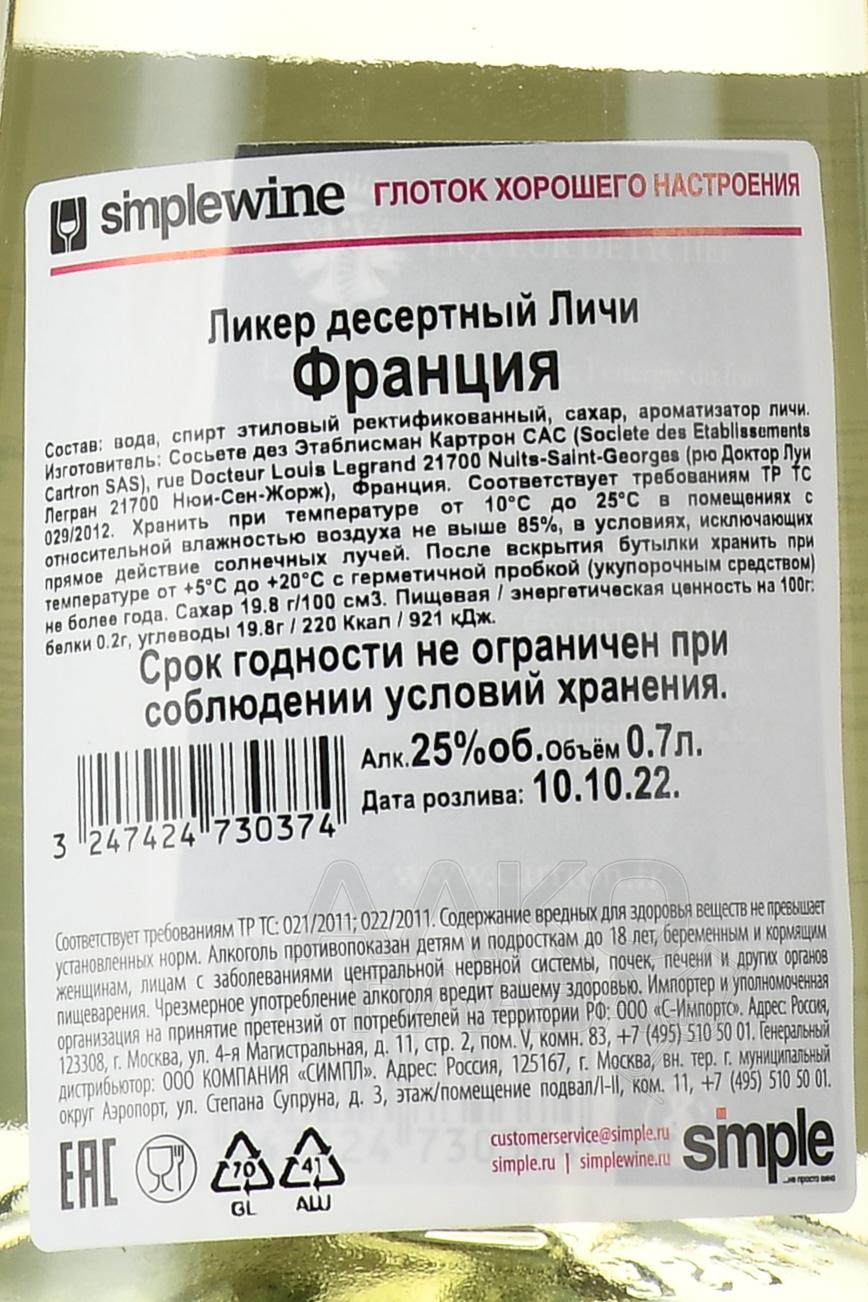 simplewine ГЛОТОК ХОРОШЕГО НАСТРОЕНИЯ
Ликер десертный Личи
Франция
Состав: вода, спирт этиловый ректификованный, сахар, ароматизатор личи.
Изготовитель: Сосьете дез Этаблисман Картрон САС (Societe des Etablissements
Cartron SAS), rue Docteur Louis Legrand 21700 Nuits-Saint-Georges (рю Доктор Луи
Легран 21700 Нюи-Сен-Жорж), Франция. Соответствует требованиям ТР ТС
029/2012. Хранить при температуре от 10°C до 25°C в помещениях с
относительной влажностью воздуха не выше 85%, в условиях, исключающих
прямое действие солнечных лучей. После вскрытия бутылки хранить при
температуре от +5°C до +20°C с герметичной пробкой (укупорочным средством)
не более года. Сахар 19.8 г/100 см3. Пищевая / энергетическая ценность на 100г:
белки 0.2г, углеводы 19.8г / 220 Ккал / 921 кДж.
Срок годности не ограничен при
соблюдении условий хранения.
Алк.25%об.Объём 0.7л.
Дата розлива: 10.10.22.
3 247424 730374
Соответствует требованиям ТР ТС: 021/2011; 022/2011. Содержание вредных для здоровья веществ не превышает
установленных норм. Алкоголь противопоказан детям и подросткам до 18 лет, беременным и кормящим
женщинам, лицам с заболеваниями центральной нервной системы, почек, печени и других органов
пищеварения. Чрезмерное употребление алкоголя вредит вашему здоровью. Импортер и уполномоченная
организация на принятие претензий от потребителей на территории РФ: ООО «С-Импортс». Адрес: Россия,
123308, г. Москва, ул. 4-я Магистральная, д. 11, стр. 2, пом. V, комн. 83, +7 (495) 510 50 01. Генеральный
дистрибьютор: ООО КОМПАНИЯ «СИМПЛ». Адрес: Россия, 125167, г. Москва, вн. тер. г. муниципальный
округ Аэропорт, ул. Степана Супруна, д. 3, этаж/помещение подвал/I-II, ком. 11, +7 (495) 510 50 01.
EAC
70
GL
41
ALU
customerservice@simple.ru
simple.ru | simplewine.ru
simple
...не просто вино